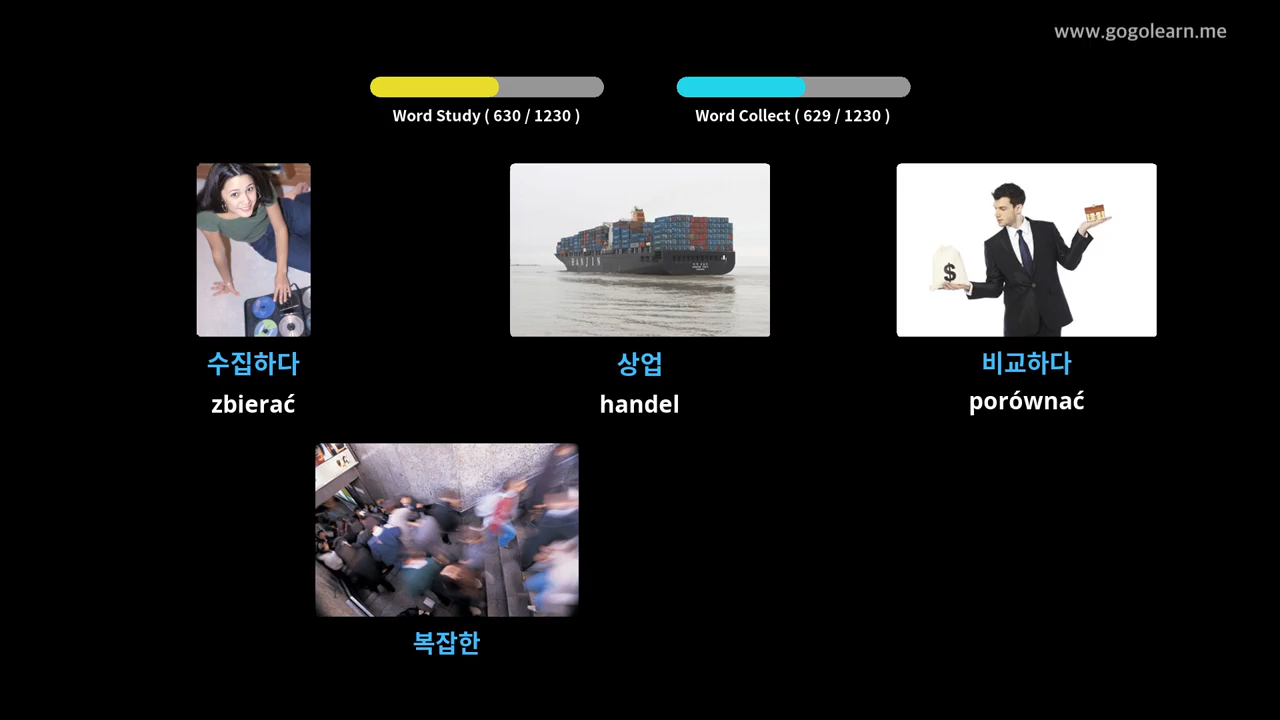 www.gogolearn.me
Word Study ( 630 / 1230 )
Word Collect ( 629 / 1230 )
HANJIN
$
수집하다
상업
비교하다
zbierać
handel
porównać
복잡한